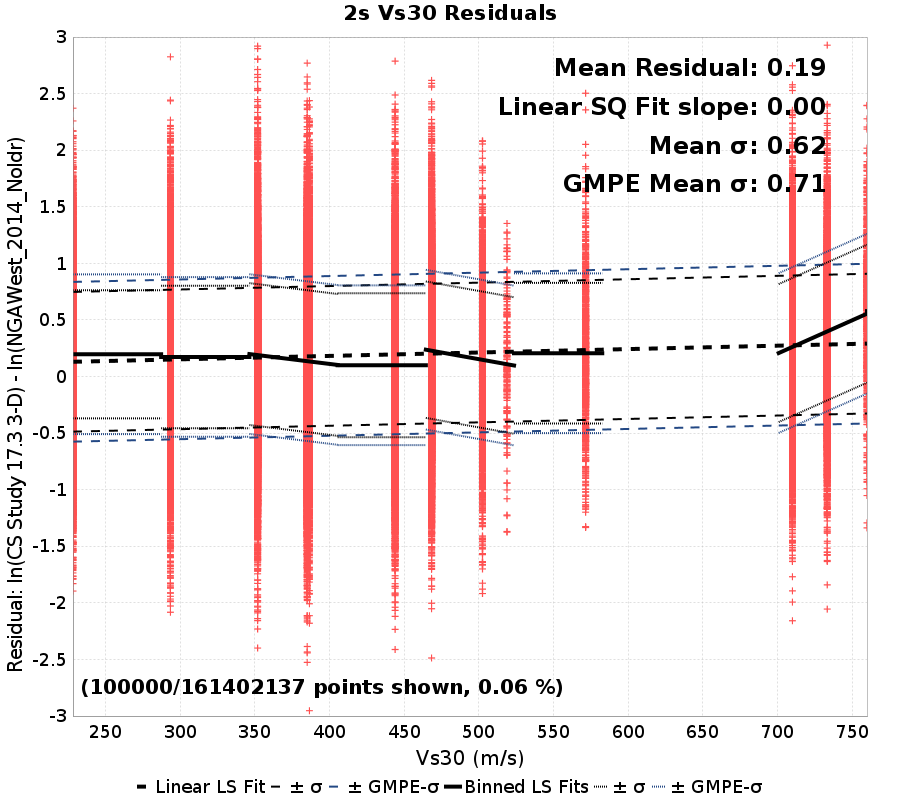 2s Vs30 Residuals
Mean Residual: 0.19
Linear SQ Fit slope: 0.00
Mean σ: 0.62
GMPE Mean σ: 0.71
Residual: ln(CS Study 17.3 3-D) - ln(NGAWest_2014_NoIdr)
3
2.5
2
1.5
1
0.5
0
-0.5
-1
-1.5
-2
-2.5
-3
(100000/161402137 points shown, 0.06 %)
250 300 350 400 450 500 550 600 650 700 750
Vs30 (m/s)
Linear LS Fit ± σ ± GMPE-σ Binned LS Fits ± σ ± GMPE-σ